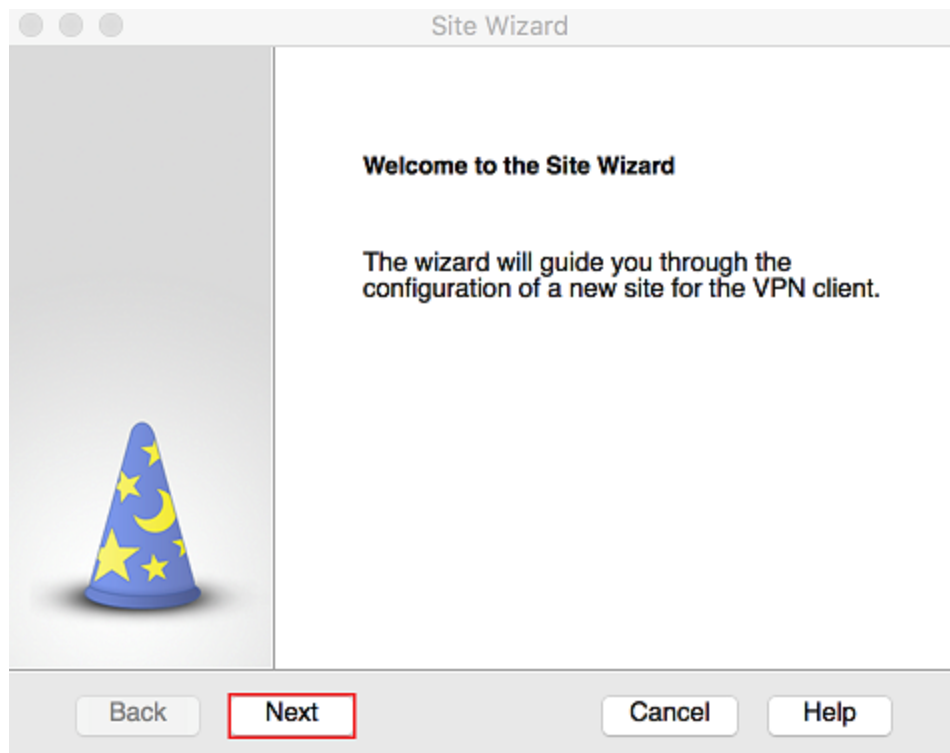 Site Wizard
Welcome to the Site Wizard
The wizard will guide you through the
configuration of a new site for the VPN client.
Back
Next
Cancel
Help